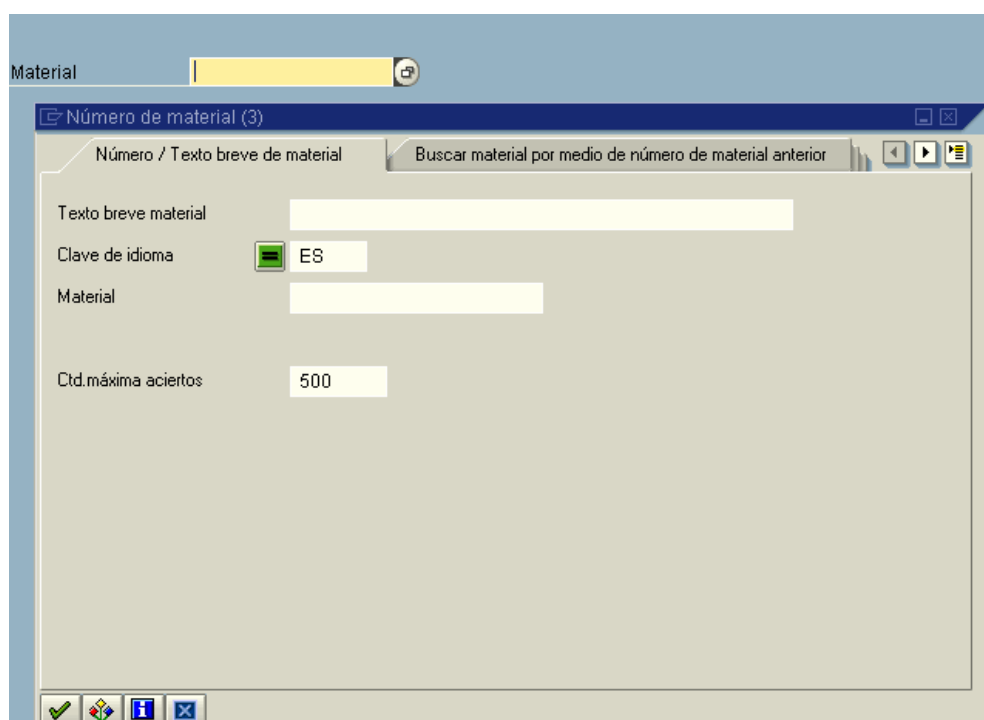 Material
Número de material (3)
Número / Texto breve de material
Buscar material por medio de número de material anterior
Texto breve material
Clave de idioma ES
Material
Ctd.máxima aciertos 500